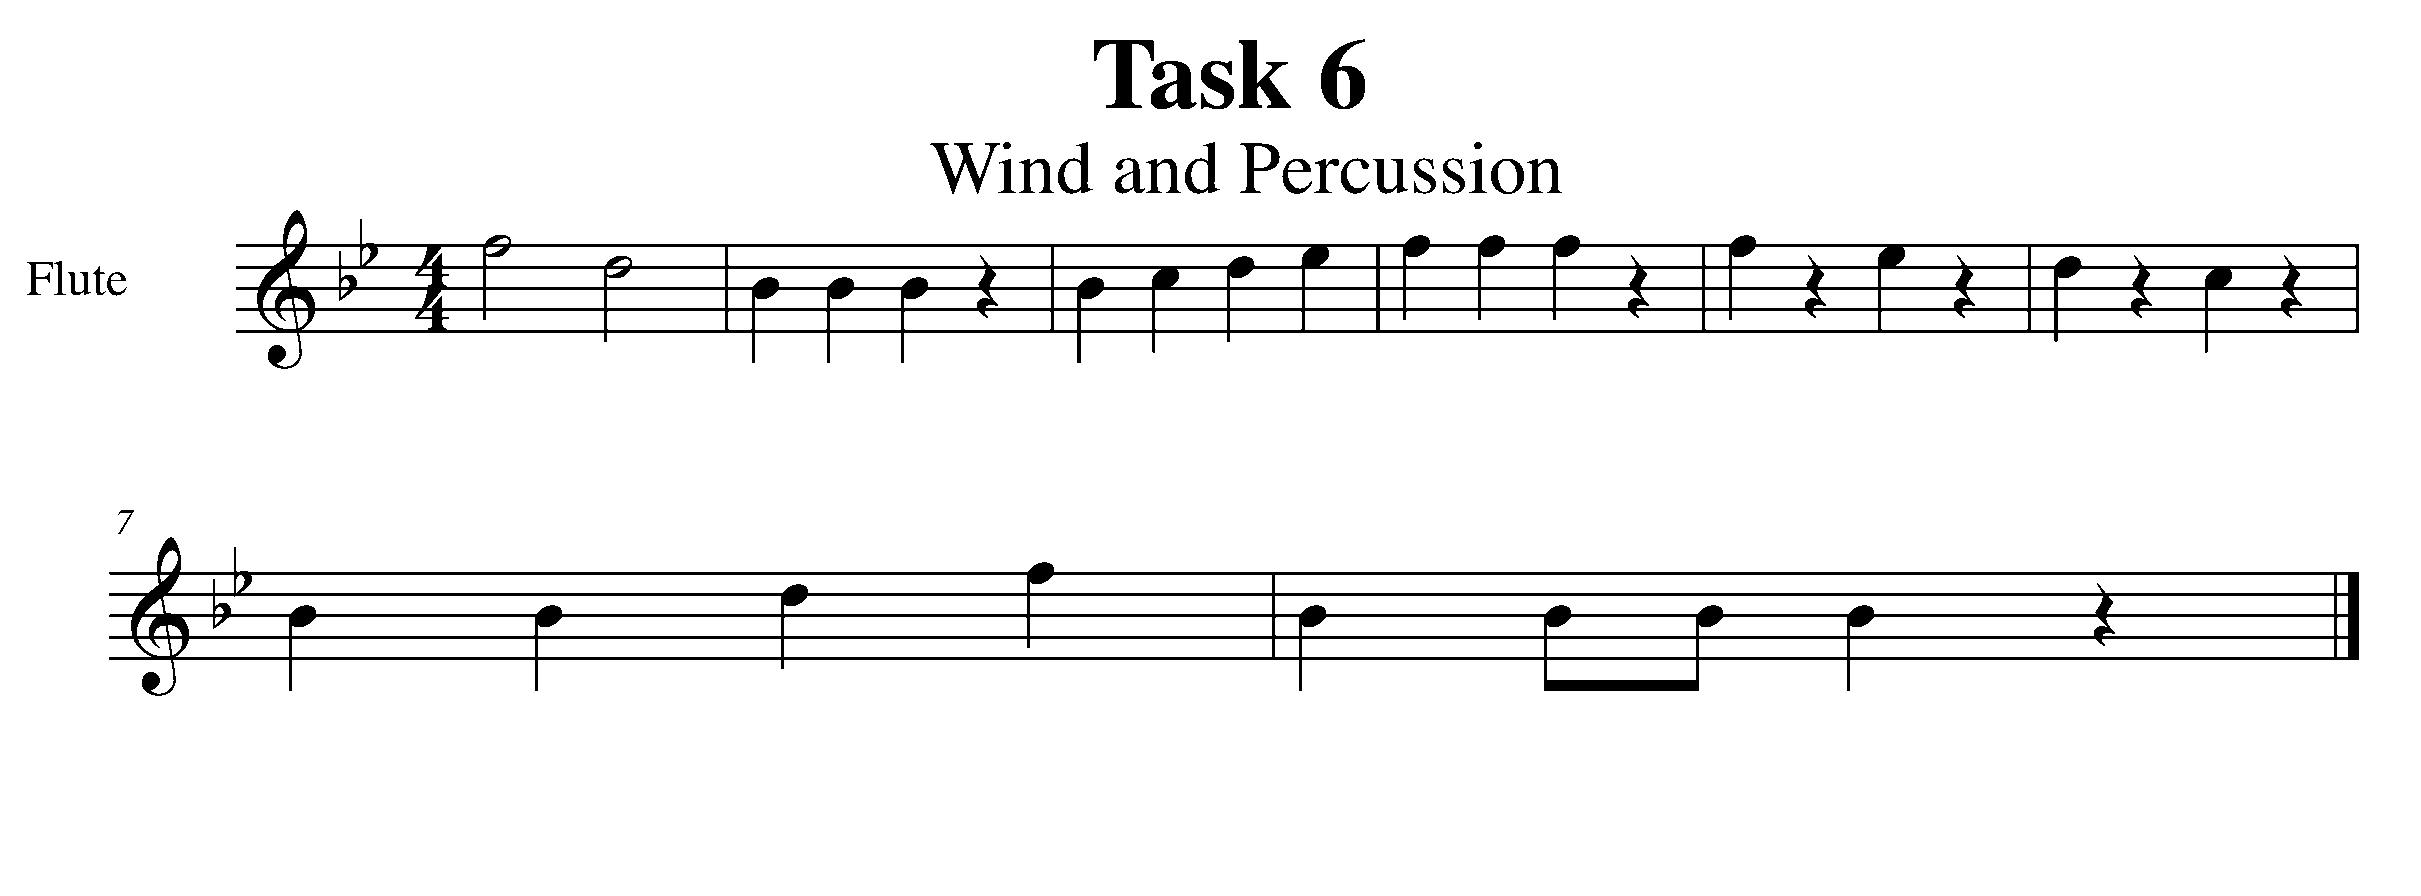 Task 6
Wind and Percussion
Flute
4
4
7